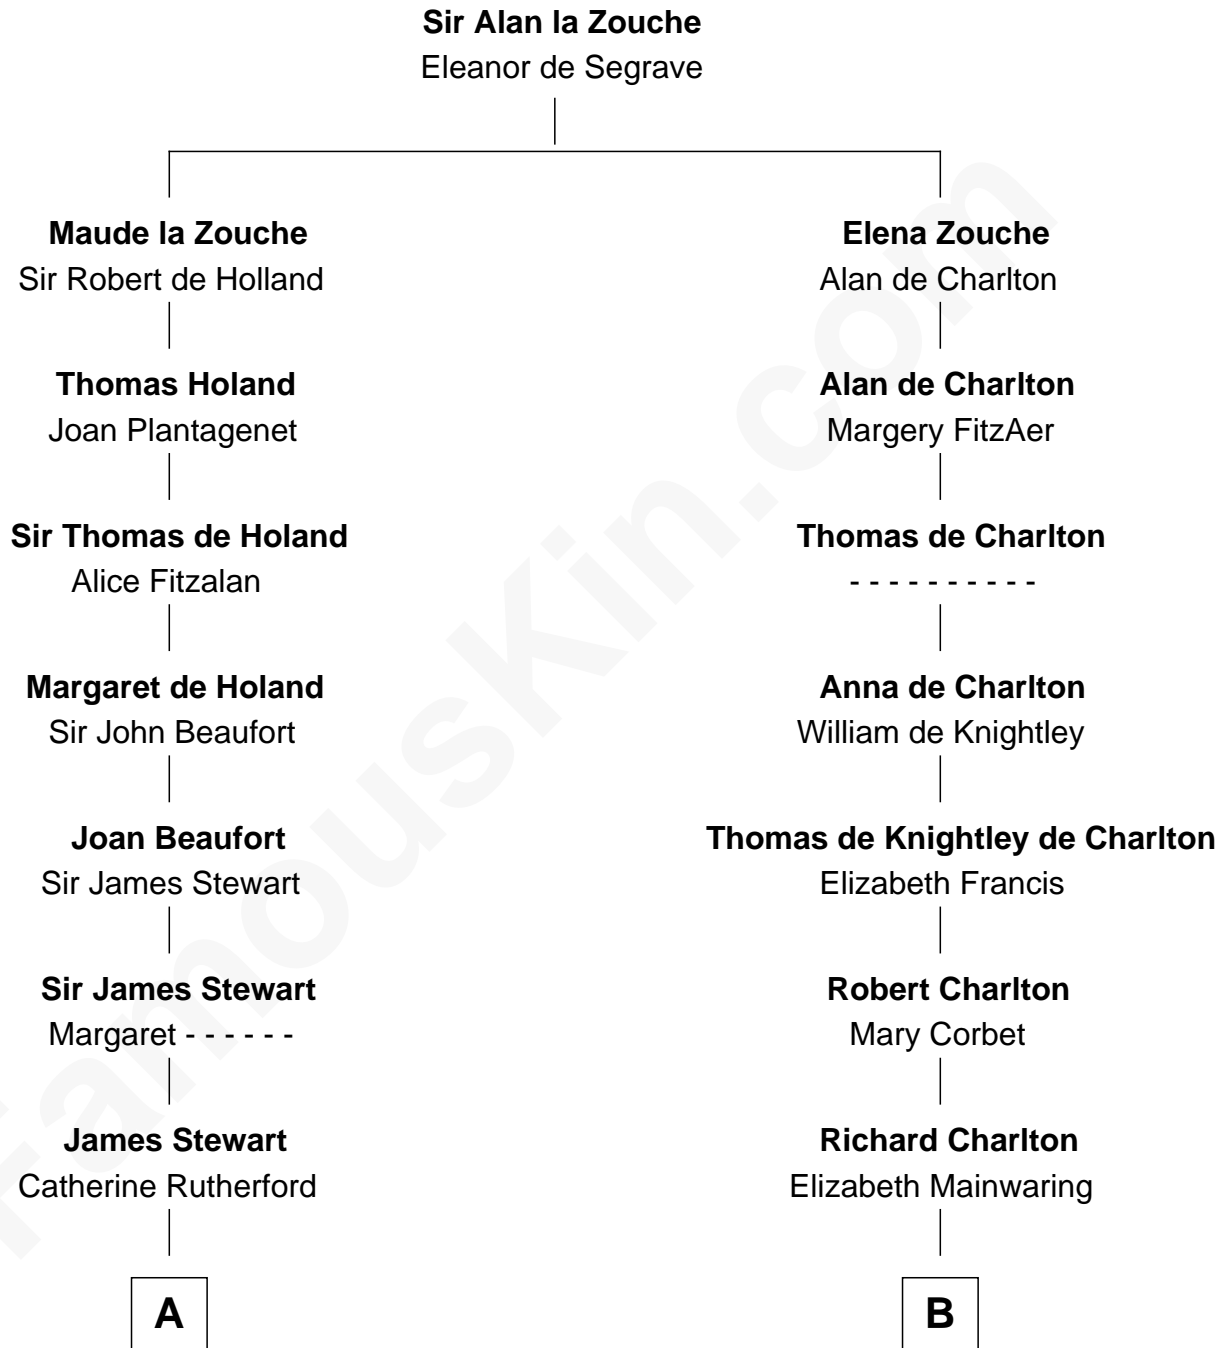 Sir Alan la Zouche
Eleanor de Segrave
Maude la Zouche
Sir Robert de Holland
Thomas Holand
Joan Plantagenet
Sir Thomas de Holand
Alice Fitzalan
Margaret de Holand
Sir John Beaufort
Joan Beaufort
Sir James Stewart
Sir James Stewart
Margaret - - - - - -
James Stewart
Catherine Rutherford
A
Elena Zouche
Alan de Charlton
Alan de Charlton
Margery FitzAer
Thomas de Charlton
- - - - - - - - - -
Anna de Charlton
William de Knightley
Thomas de Knightley de Charlton
Elizabeth Francis
Robert Charlton
Mary Corbet
Richard Charlton
Elizabeth Mainwaring
B
FamousKin.com